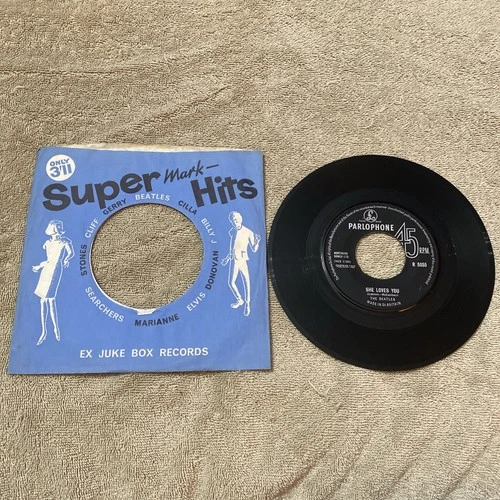 ONLY
3'11
Super Mark- Hits
STONES CLIFF GERRY BEATLES CILLA BILLY J
SEARCHERS MARIANNE ELVIS DONOVAN
EX JUKE BOX RECORDS
PARLOPHONE
45 RPM
R 5055
SHE LOVES YOU
THE BEATLES
MADE IN GT. BRITAIN